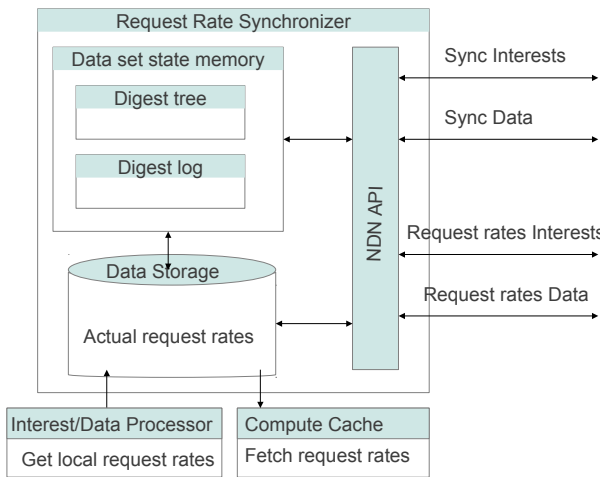 Request Rate Synchronizer
Data set state memory
Digest tree
Digest log
NDN API
Sync Interests
Sync Data
Request rates Interests
Request rates Data
Data Storage
Actual request rates
Interest/Data Processor
Get local request rates
Compute Cache
Fetch request rates